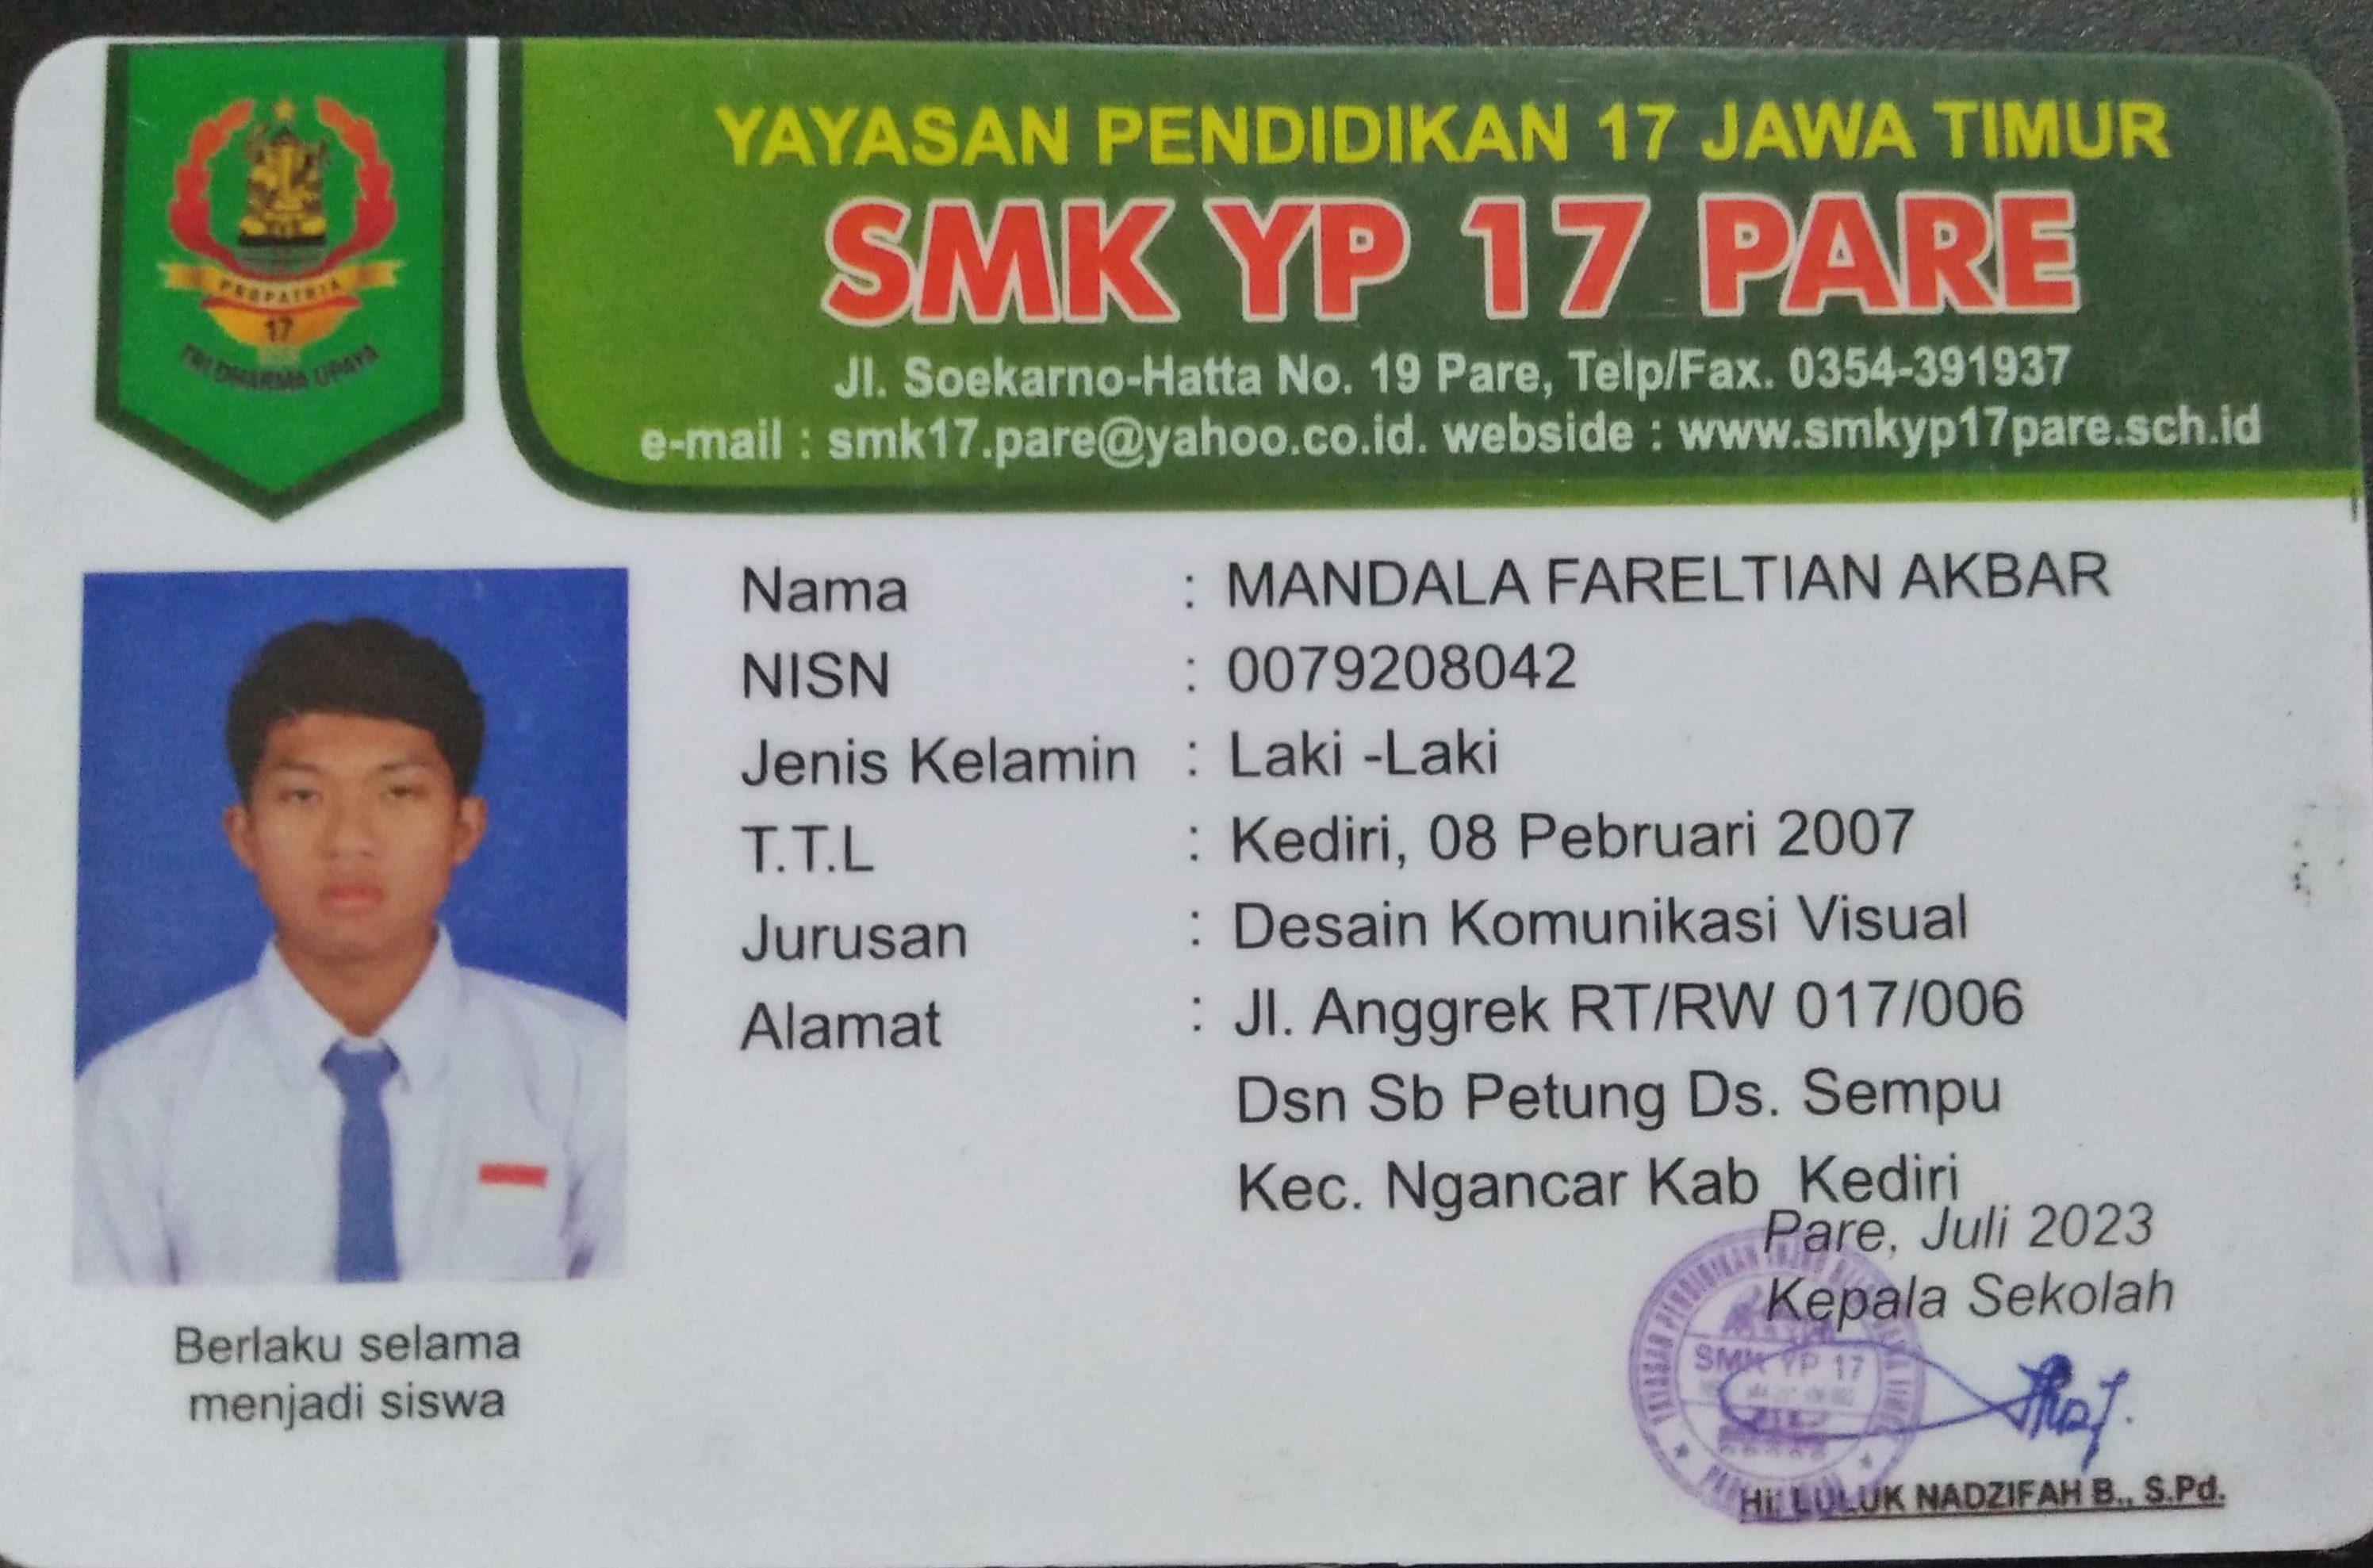 PROPATRIA
17
TRI DHARMA UPAYA
YAYASAN PENDIDIKAN 17 JAWA TIMUR
SMK YP 17 PARE
Jl. Soekarno-Hatta No. 19 Pare, Telp/Fax. 0354-391937
e-mail : smk17.pare@yahoo.co.id. webside : www.smkyp17pare.sch.id
Nama : MANDALA FARELTIAN AKBAR
NISN : 0079208042
Jenis Kelamin : Laki -Laki
T.T.L : Kediri, 08 Pebruari 2007
Jurusan : Desain Komunikasi Visual
Alamat : Jl. Anggrek RT/RW 017/006
Dsn Sb Petung Ds. Sempu
Kec. Ngancar Kab Kediri
Berlaku selama
menjadi siswa
Pare, Juli 2023
Kepala Sekolah
YAYASAN PENDIDIKAN
SMK YP 17
Hj. LULUK NADZIFAH B., S.Pd.